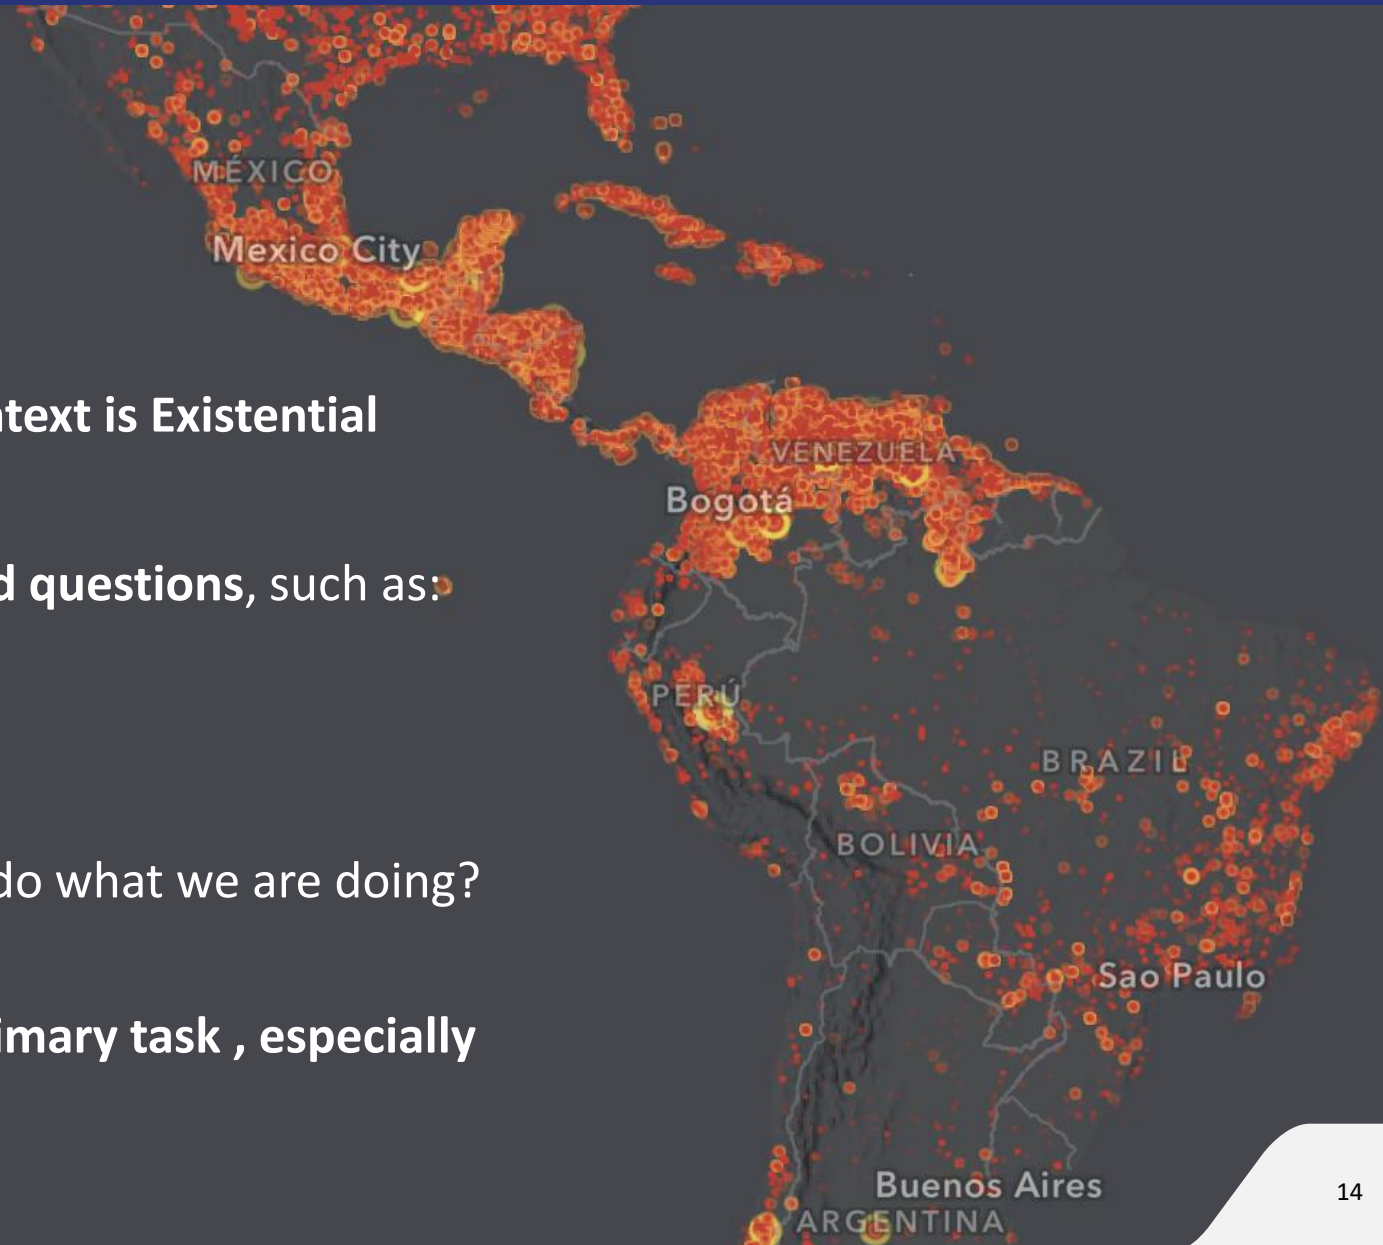 MÉXICO
Mexico City
ntext is Existential
VENEZUELA
Bogotá
d questions, such as:
PERÚ
BRAZIL
BOLIVIA
do what we are doing?
Sao Paulo
imary task , especially
Buenos Aires
ARGENTINA
14